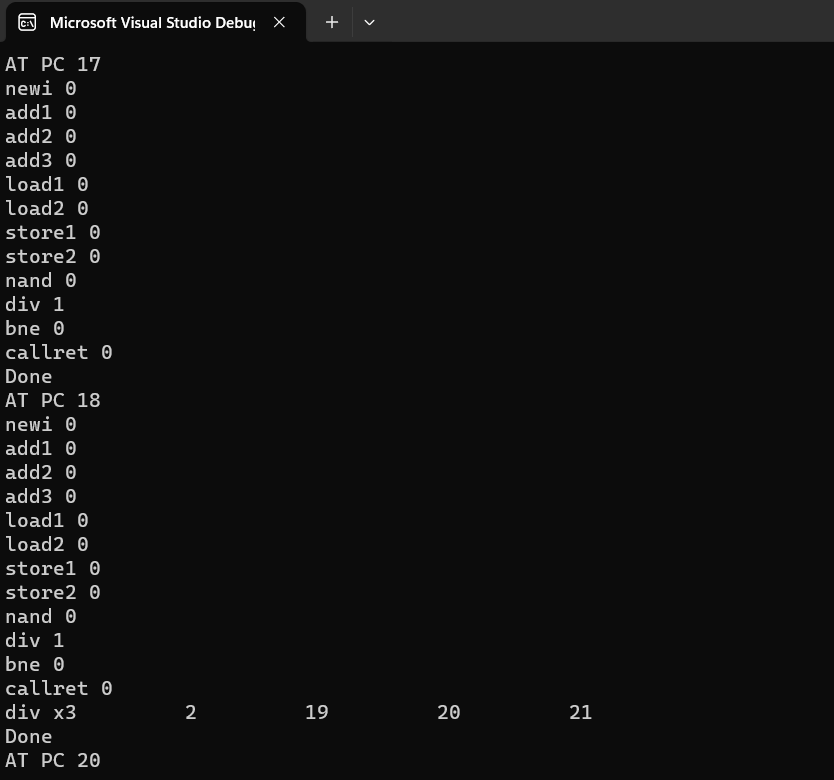 Microsoft Visual Studio Debu
AT PC 17
newi 0
add1 0
add2 0
add3 0
load1 0
load2 0
store1 0
store2 0
nand 0
div 1
bne 0
callret 0
Done
AT PC 18
newi 0
add1 0
add2 0
add3 0
load1 0
load2 0
store1 0
store2 0
nand 0
div 1
bne 0
callret 0
div x3 2 19 20 21
Done
AT PC 20